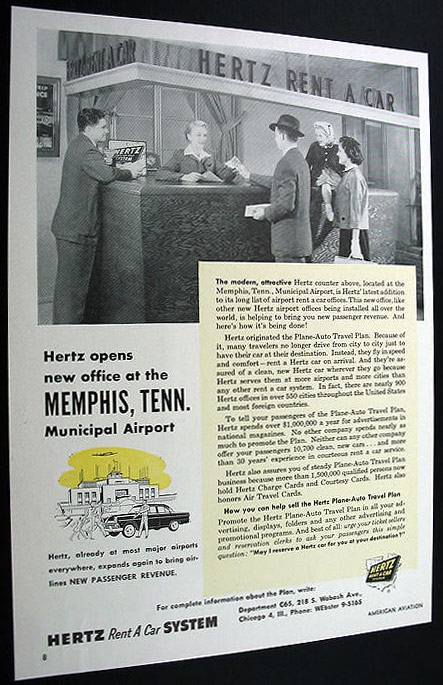 HERTZ RENT A CAR
RENT A CAR
HERTZ
SYSTEM
Hertz opens
new office at the
MEMPHIS, TENN.
Municipal Airport
Hertz, already at most major airports
everywhere, expands again to bring air-
lines NEW PASSENGER REVENUE.
The modern, attractive Hertz counter above, located at the
Memphis, Tenn., Municipal Airport, is Hertz' latest addition
to its long list of airport rent a car offices. This new office, like
other new Hertz airport offices being installed all over the
world, is helping to bring you new passenger revenue. And
here's how it's being done!
Hertz originated the Plane-Auto Travel Plan. Because of
it, many travelers no longer drive from city to city just to
have their car at their destination. Instead, they fly in speed
and comfort—rent a Hertz car on arrival. And they're as-
sured of a clean, new Hertz car wherever they go because
Hertz serves them at more airports and more cities than
any other rent a car system. In fact, there are nearly 900
Hertz offices in over 550 cities throughout the United States
and most foreign countries.
To tell your passengers of the Plane-Auto Travel Plan,
Hertz spends over $1,000,000 a year for advertisements in
national magazines. No other company spends nearly as
much to promote the Plan. Neither can any other company
offer your passengers 10,700 clean, new cars . . . and more
than 30 years' experience in courteous rent a car service.
Hertz also assures you of steady Plane-Auto Travel Plan
business because more than 1,500,000 qualified persons now
hold Hertz Charge Cards and Courtesy Cards. Hertz also
honors Air Travel Cards.
How you can help sell the Hertz Plane-Auto Travel Plan
Promote the Hertz Plane-Auto Travel Plan in all your ad-
vertising, displays, folders and any other advertising and
promotional programs. And best of all: urge your ticket sellers
and reservation clerks to ask your passengers this simple
question: "May I reserve a Hertz car for you at your destination?"
HERTZ
RENT A CAR
SYSTEM
For complete information about the Plan, write:
Department C65, 218 S. Wabash Ave.,
Chicago 4, Ill., Phone: WEbster 9-5165
HERTZ Rent A Car SYSTEM
AMERICAN AVIATION
8